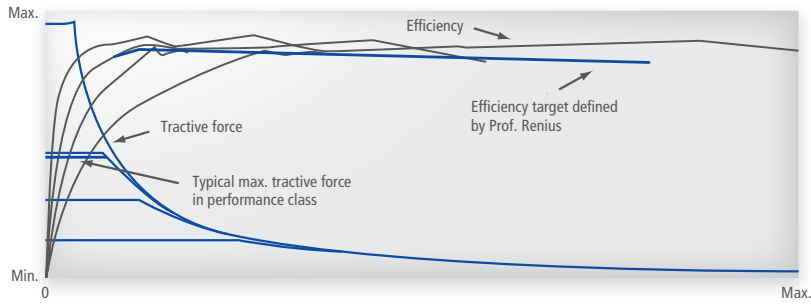 Max.
Efficiency
Efficiency target defined
by Prof. Renius
Tractive force
Typical max. tractive force
in performance class
Min.
0
Max.